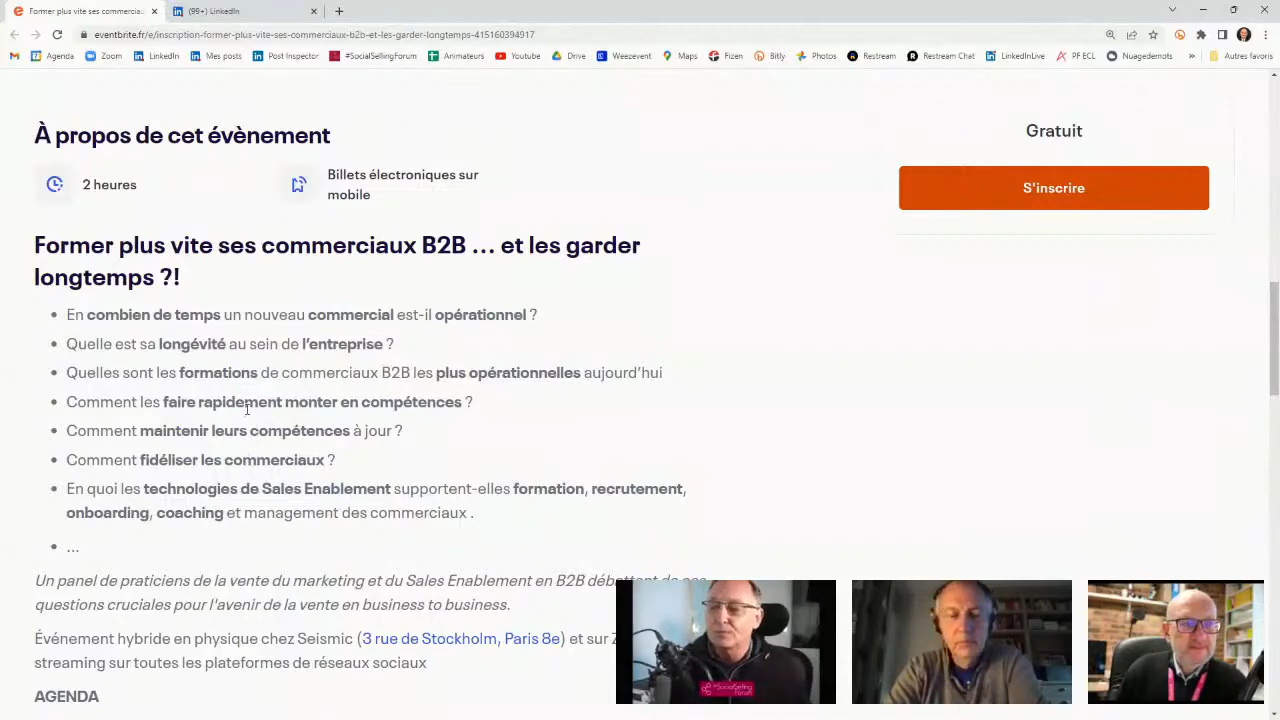 Former plus vite ses commercia
(99+) LinkedIn
eventbrite.fr/e/inscription-former-plus-vite-ses-commerciaux-b2b-et-les-garder-longtemps-415160394917
Gmail
Agenda
Zoom
LinkedIn
Mes posts
Post Inspector
#SocialSellingForum
Animateurs
Youtube
Drive
Weezevent
Maps
Fizen
Bitly
Photos
Restream
Restream Chat
LinkedInLive
PF ECL
Nuagedemots
»
Autres favoris
À propos de cet évènement
Gratuit
2 heures
Billets électroniques sur
mobile
S'inscrire
Former plus vite ses commerciaux B2B ... et les garder
longtemps ?!
• En combien de temps un nouveau commercial est-il opérationnel ?
• Quelle est sa longévité au sein de l'entreprise ?
• Quelles sont les formations de commerciaux B2B les plus opérationnelles aujourd'hui
• Comment les faire rapidement monter en compétences ?
• Comment maintenir leurs compétences à jour ?
• Comment fidéliser les commerciaux ?
• En quoi les technologies de Sales Enablement supportent-elles formation, recrutement,
onboarding, coaching et management des commerciaux .
• ...
Un panel de praticiens de la vente du marketing et du Sales Enablement en B2B débattent de ces
questions cruciales pour l'avenir de la vente en business to business.
Événement hybride en physique chez Seismic (3 rue de Stockholm, Paris 8e) et sur
streaming sur toutes les plateformes de réseaux sociaux
AGENDA